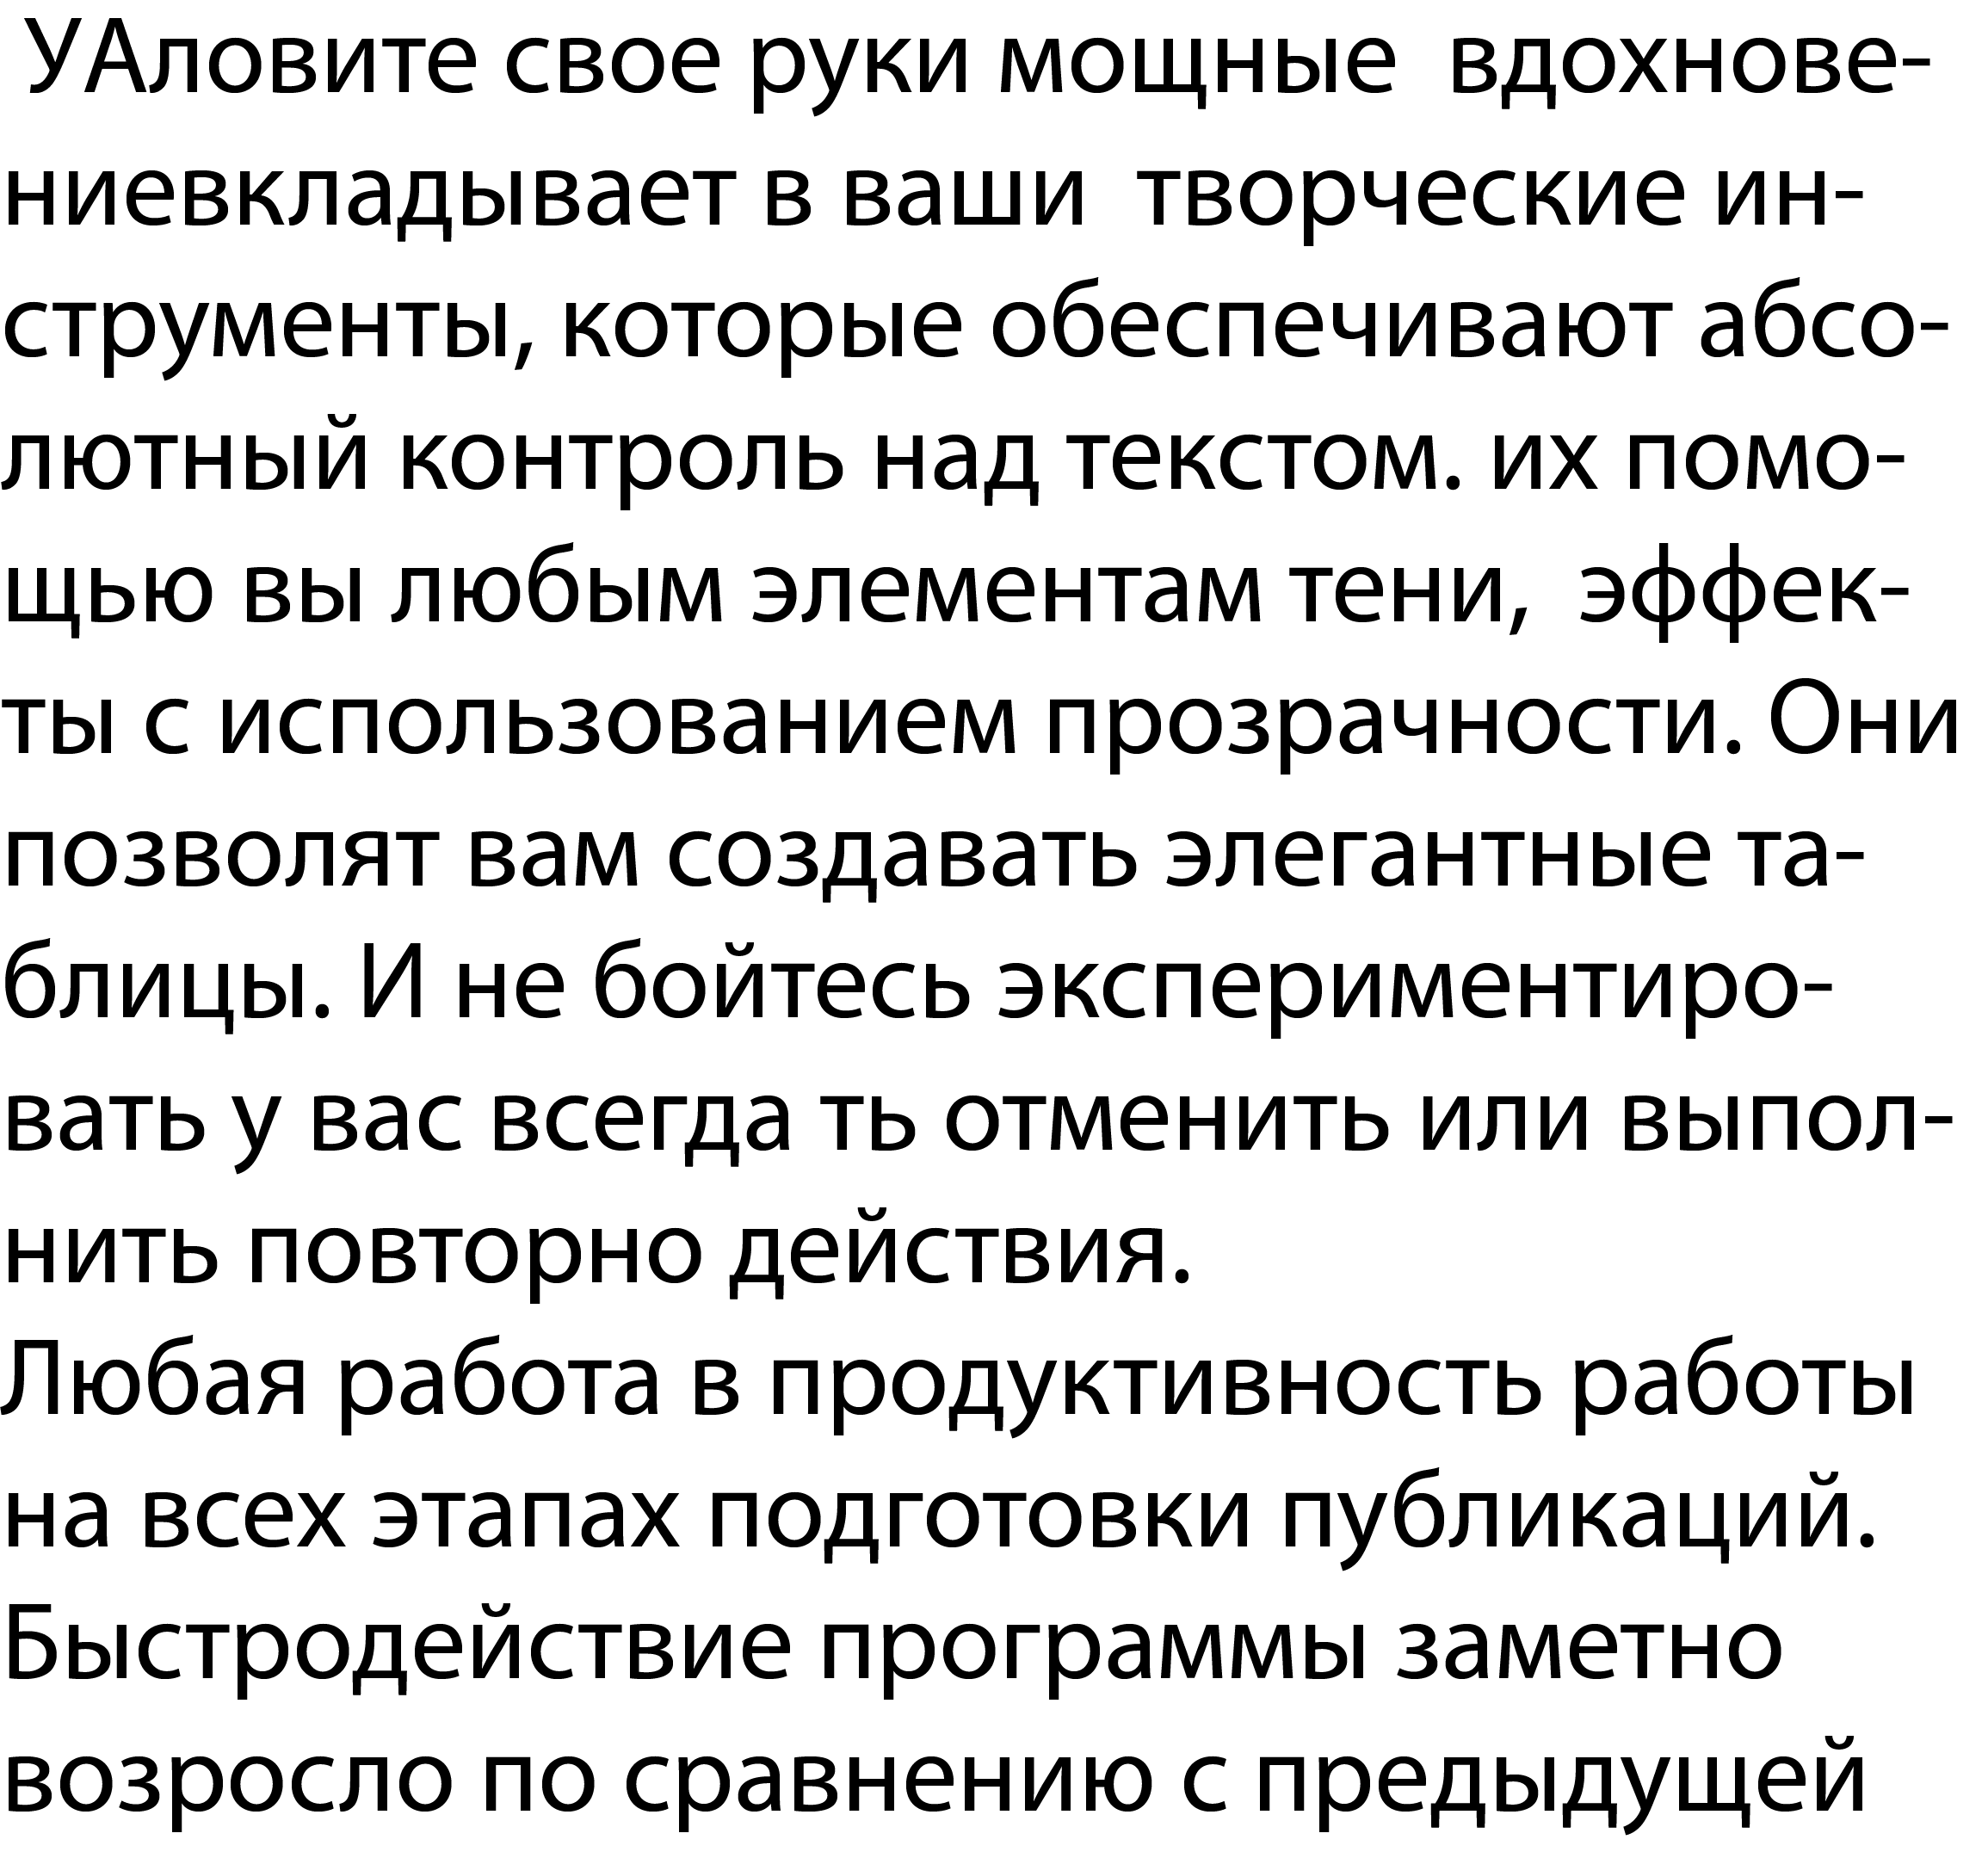 УАловите свое руки мощные  вдохнове-
ниевкладывает в ваши  творческие ин-
струменты, которые обеспечивают абсо-
лютный контроль над текстом. их помо-
щью вы любым элементам тени,  эффек-
ты с использованием прозрачности. Они
позволят вам создавать элегантные та-
блицы. И не бойтесь экспериментиро-
вать у вас всегда ть отменить или выпол-
нить повторно действия.
Любая работа в продуктивность работы
на всех этапах подготовки публикаций.
Быстродействие программы заметно
возросло по сравнению с предыдущей